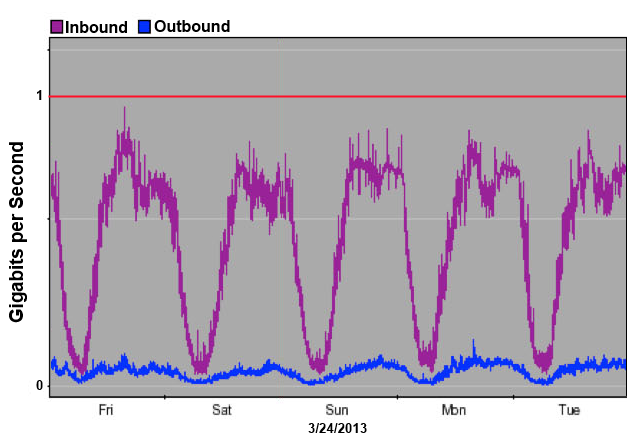 Inbound Outbound
1
Gigabits per Second
0
Fri Sat Sun Mon Tue
3/24/2013